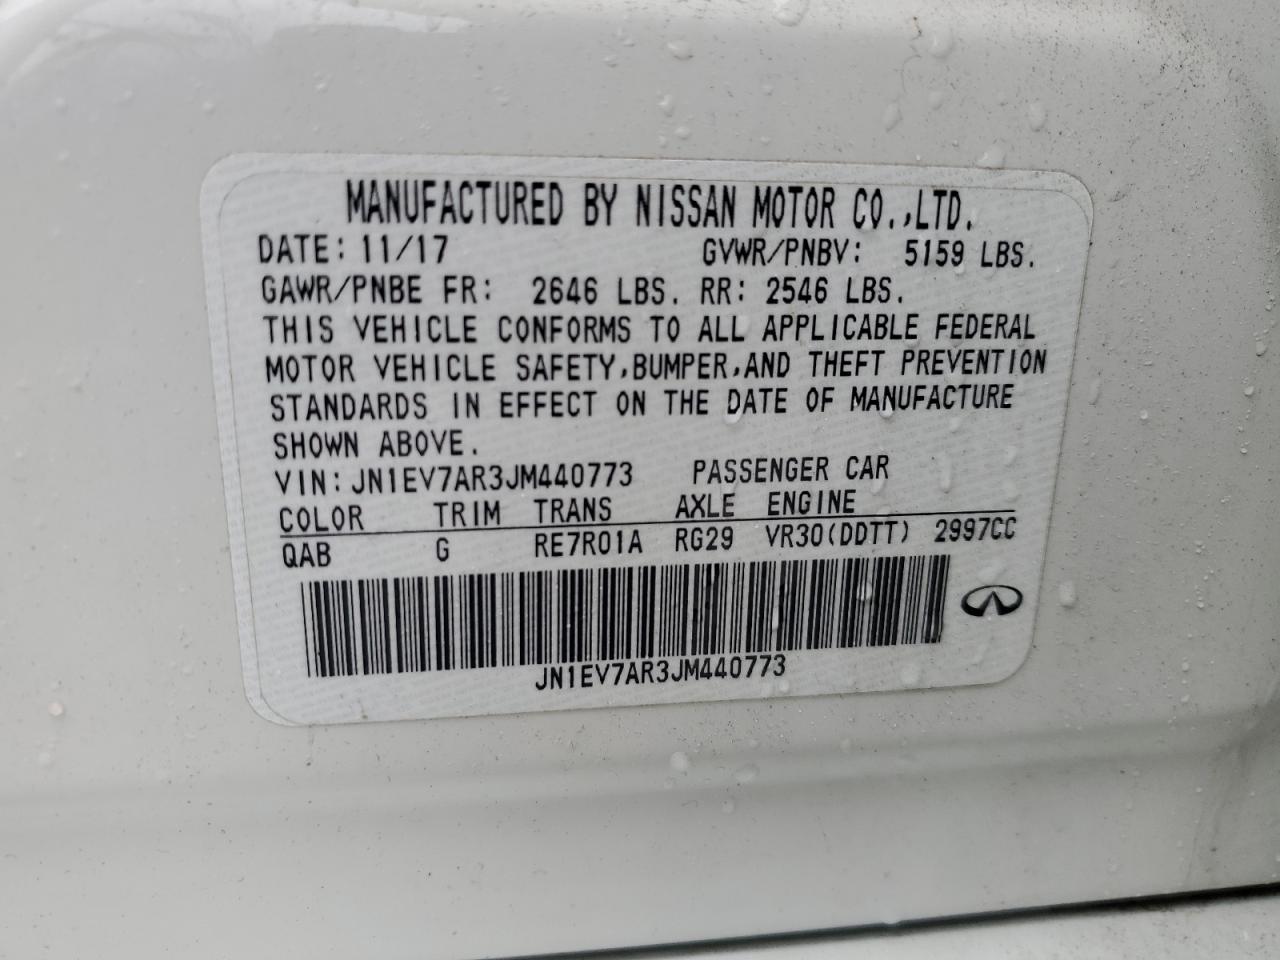 MANUFACTURED BY NISSAN MOTOR CO.,LTD.
DATE: 11/17 GVWR/PNBV: 5159 LBS.
GAWR/PNBE FR: 2646 LBS. RR: 2546 LBS.
THIS VEHICLE CONFORMS TO ALL APPLICABLE FEDERAL
MOTOR VEHICLE SAFETY,BUMPER,AND THEFT PREVENTION
STANDARDS IN EFFECT ON THE DATE OF MANUFACTURE
SHOWN ABOVE.
VIN:JN1EV7AR3JM440773 PASSENGER CAR
COLOR TRIM TRANS AXLE ENGINE
QAB G RE7R01A RG29 VR30(DDTT) 2997CC
JN1EV7AR3JM440773